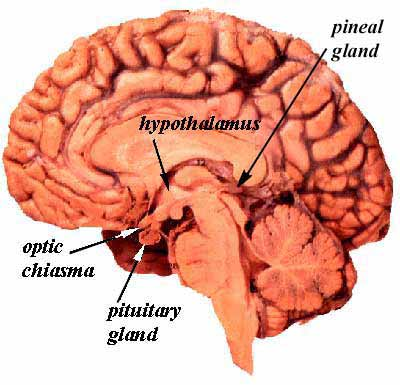 pineal
gland
hypothalamus
optic
chiasma
pituitary
gland